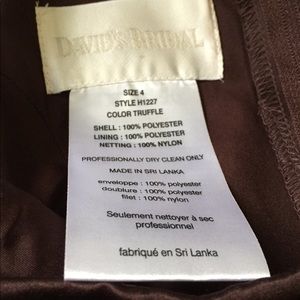 DAVID'S BRIDAL
SIZE 4
STYLE H1227
COLOR TRUFFLE
SHELL : 100% POLYESTER
LINING : 100% POLYESTER
NETTING : 100% NYLON
PROFESSIONALLY DRY CLEAN ONLY
MADE IN SRI LANKA
enveloppe : 100% polyester
doublure : 100% polyester
filet : 100% nylon
Seulement nettoyer à sec
professionnel
fabriqué en Sri Lanka